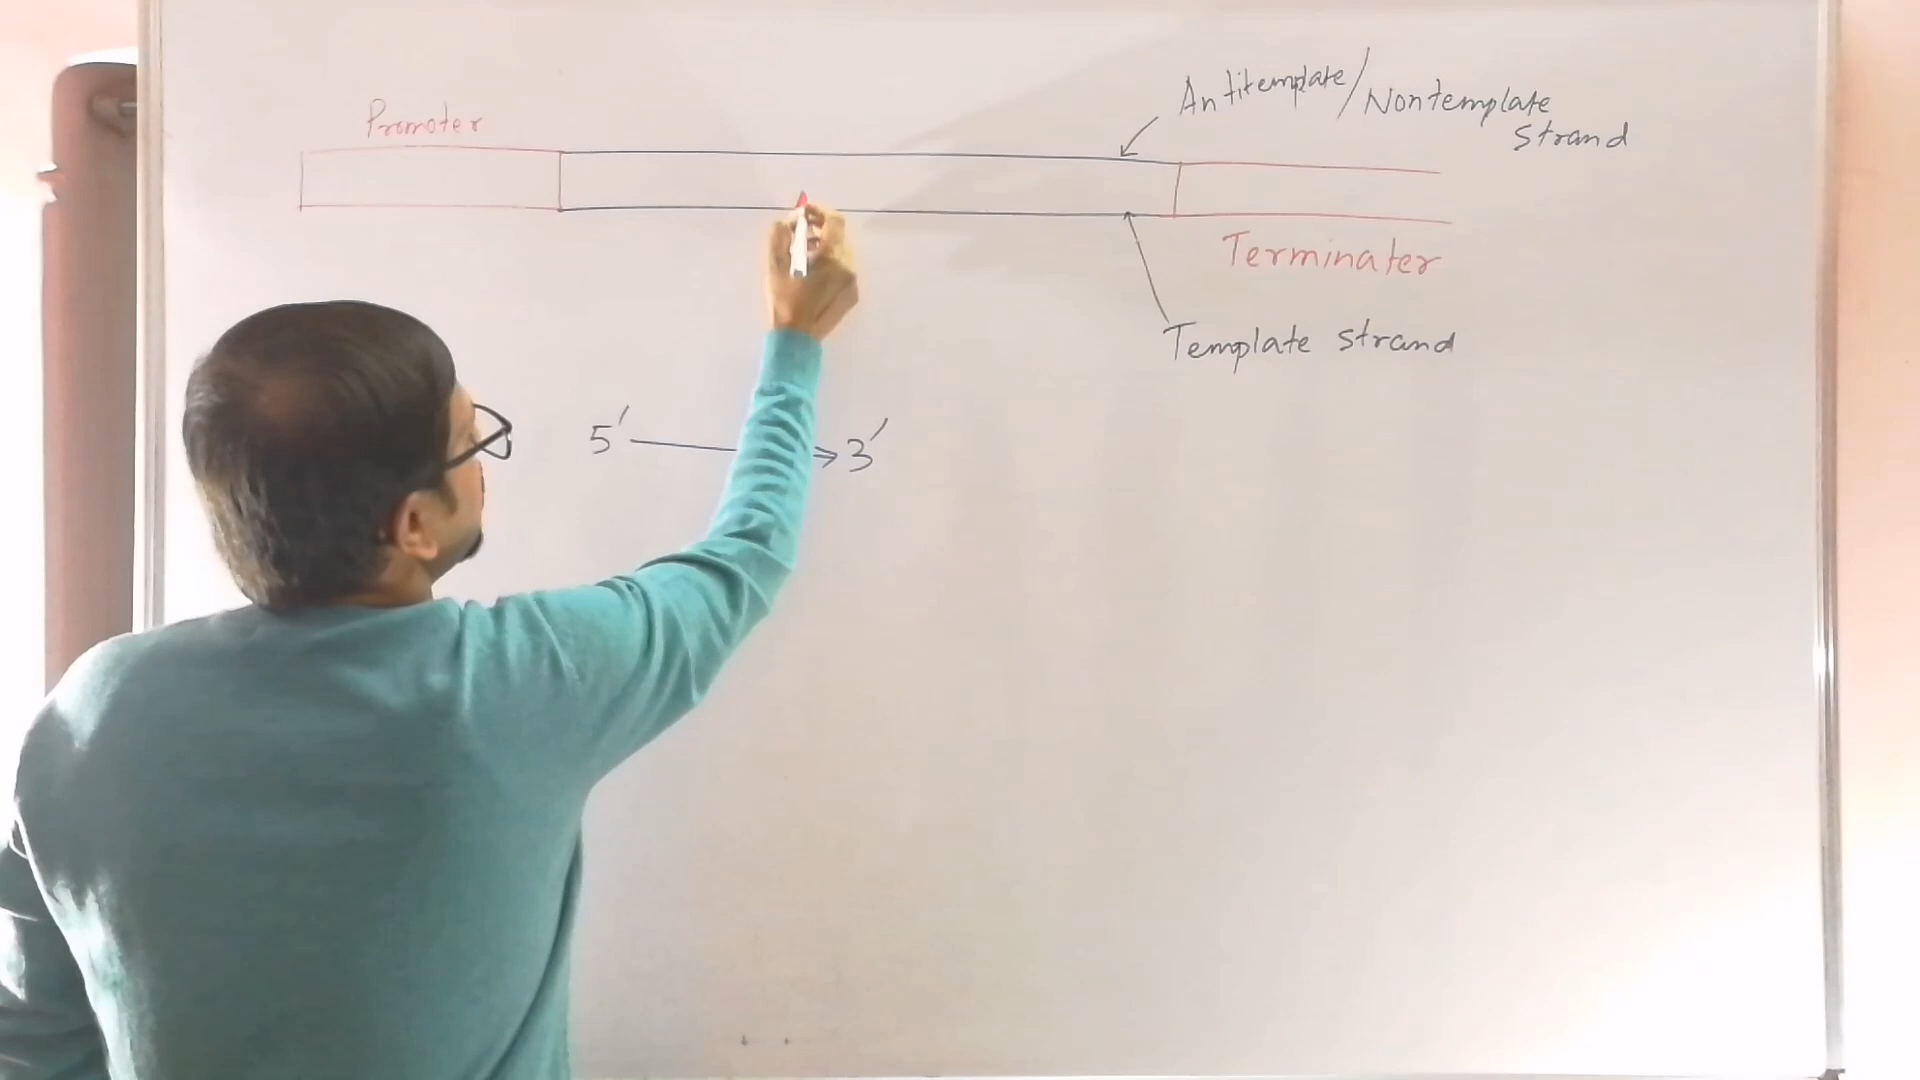 Antitemplate/Nontemplate
strand
Promoter
Terminater
Template strand
5' → 3'